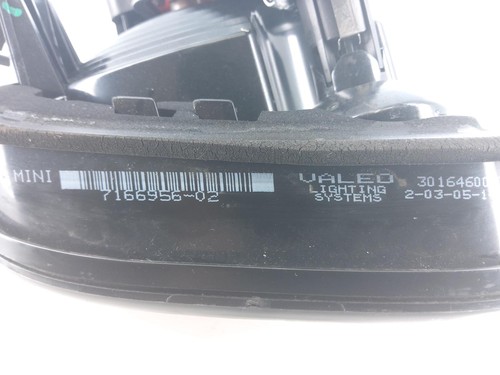 MINI
7166956-02
VALEO 30164600
LIGHTING
SYSTEMS 2-03-05-1